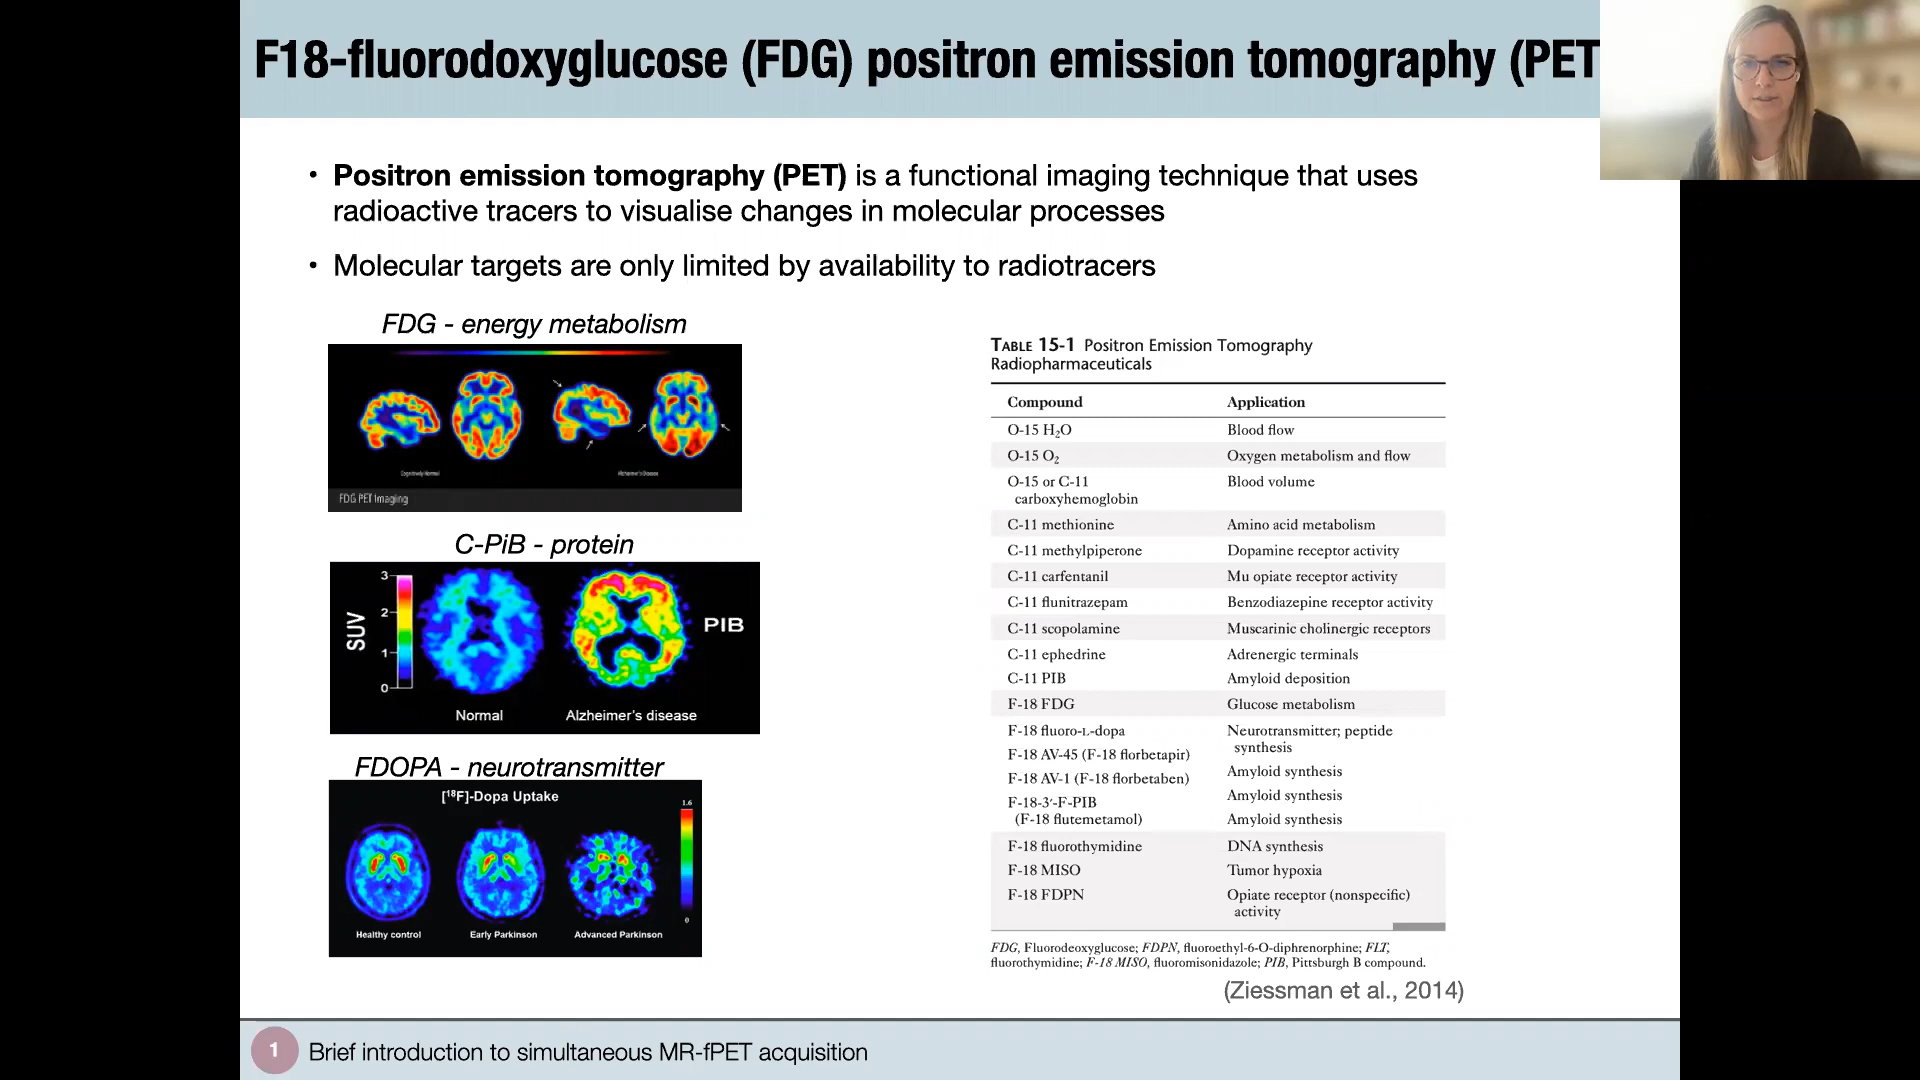 F18-fluorodoxyglucose (FDG) positron emission tomography (PET
• Positron emission tomography (PET) is a functional imaging technique that uses
radioactive tracers to visualise changes in molecular processes
• Molecular targets are only limited by availability to radiotracers
FDG - energy metabolism
Cognitively Normal
Alzheimer's Disease
FDG PET Imaging
C-PiB - protein
SUV
3
2
1
0
PIB
Normal
Alzheimer's disease
FDOPA - neurotransmitter
[¹⁸F]-Dopa Uptake
1.6
0
Healthy control
Early Parkinson
Advanced Parkinson
TABLE 15-1 Positron Emission Tomography
Radiopharmaceuticals
Compound Application
O-15 H₂O Blood flow
O-15 O₂ Oxygen metabolism and flow
O-15 or C-11 Blood volume
carboxyhemoglobin
C-11 methionine Amino acid metabolism
C-11 methylpiperone Dopamine receptor activity
C-11 carfentanil Mu opiate receptor activity
C-11 flunitrazepam Benzodiazepine receptor activity
C-11 scopolamine Muscarinic cholinergic receptors
C-11 ephedrine Adrenergic terminals
C-11 PIB Amyloid deposition
F-18 FDG Glucose metabolism
F-18 fluoro-L-dopa Neurotransmitter; peptide
synthesis
F-18 AV-45 (F-18 florbetapir)
Amyloid synthesis
F-18 AV-1 (F-18 florbetaben)
Amyloid synthesis
F-18-3′-F-PIB
(F-18 flutemetamol) Amyloid synthesis
F-18 fluorothymidine DNA synthesis
F-18 MISO Tumor hypoxia
F-18 FDPN Opiate receptor (nonspecific)
activity
FDG, Fluorodeoxyglucose; FDPN, fluoroethyl-6-O-diphrenorphine; FLT,
fluorothymidine; F-18 MISO, fluoromisonidazole; PIB, Pittsburgh B compound.
(Ziessman et al., 2014)
1 Brief introduction to simultaneous MR-fPET acquisition